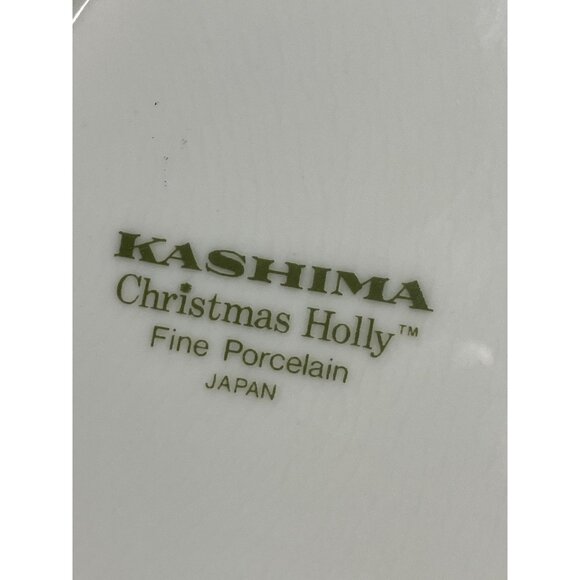 KASHIMA
Christmas Holly™
Fine Porcelain
JAPAN